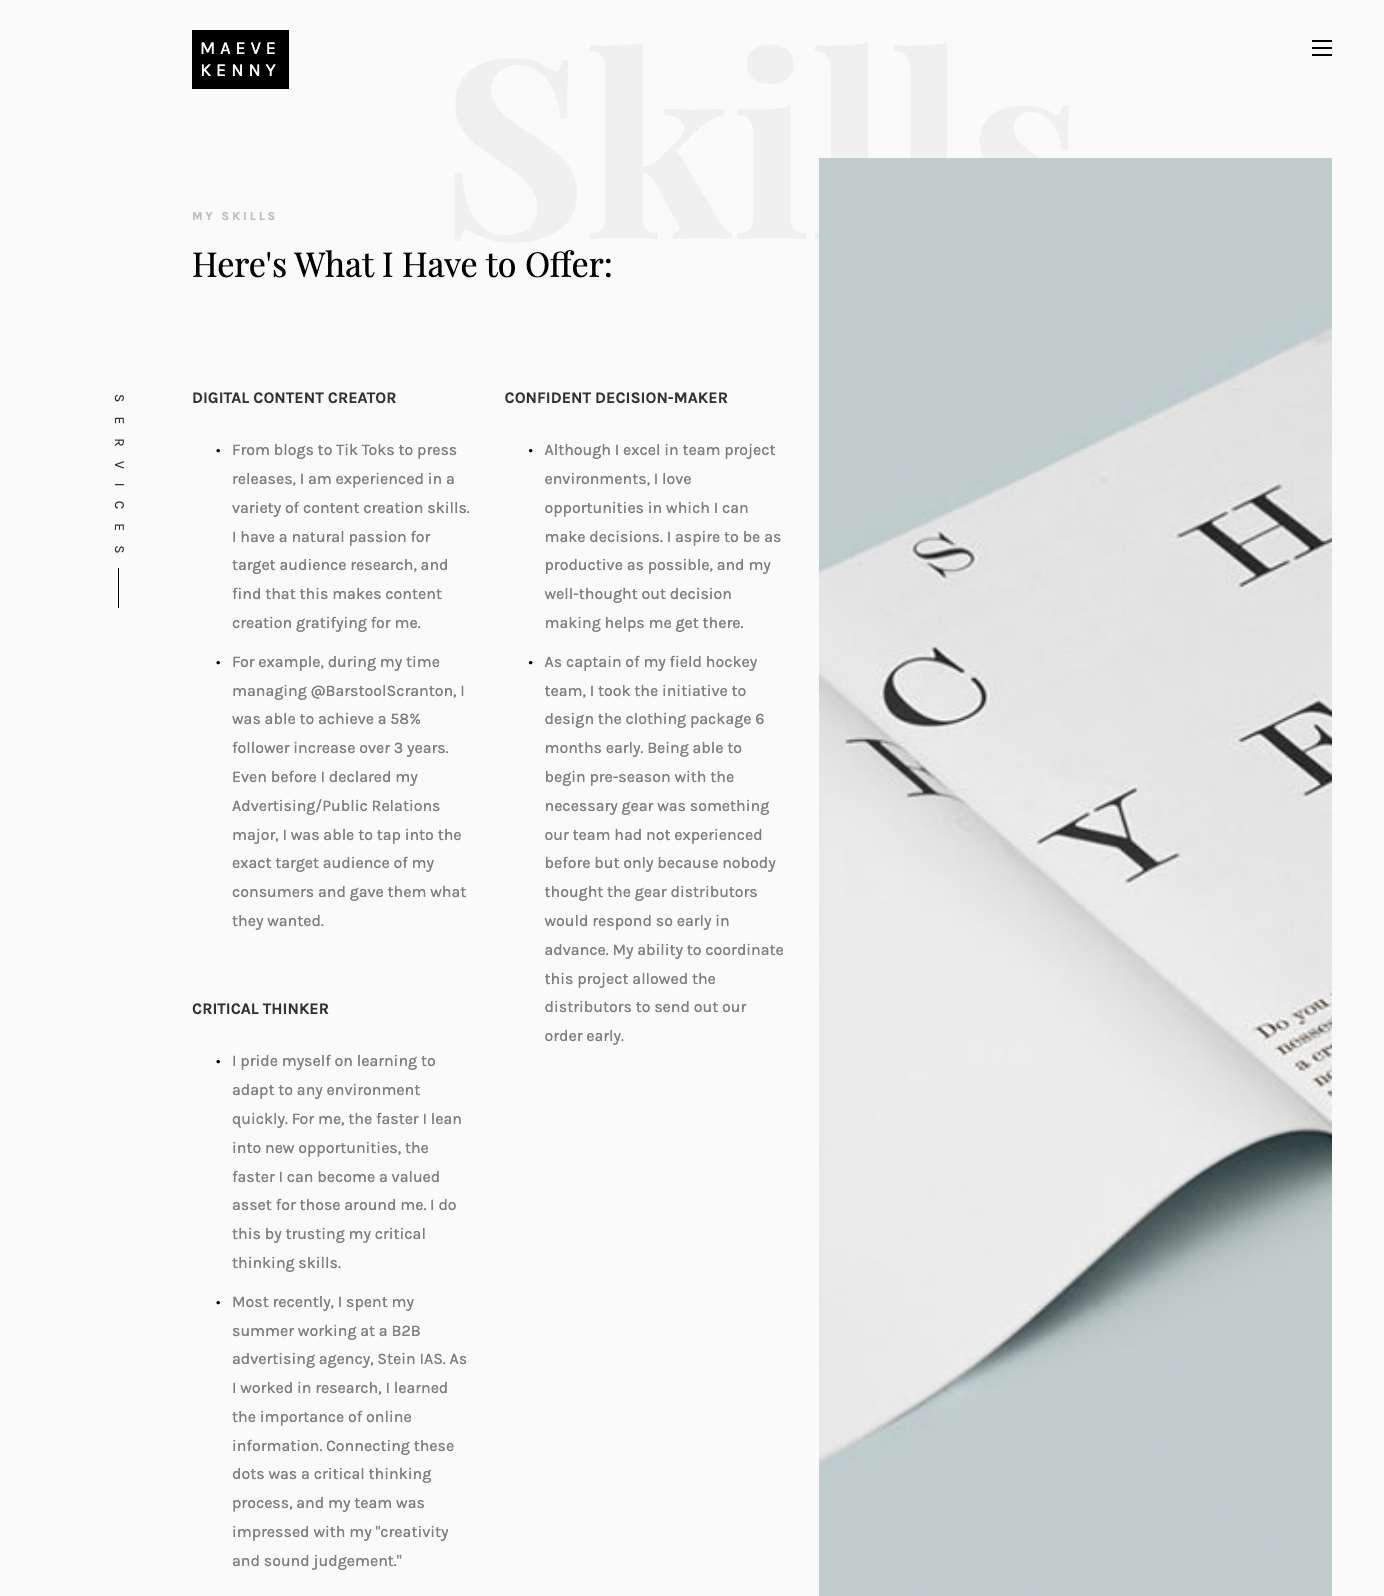 MAEVE
KENNY
Skills
MY SKILLS
Here's What I Have to Offer:
SERVICES
DIGITAL CONTENT CREATOR
From blogs to Tik Toks to press
releases, I am experienced in a
variety of content creation skills.
I have a natural passion for
target audience research, and
find that this makes content
creation gratifying for me.
For example, during my time
managing @BarstoolScranton, I
was able to achieve a 58%
follower increase over 3 years.
Even before I declared my
Advertising/Public Relations
major, I was able to tap into the
exact target audience of my
consumers and gave them what
they wanted.
CRITICAL THINKER
I pride myself on learning to
adapt to any environment
quickly. For me, the faster I lean
into new opportunities, the
faster I can become a valued
asset for those around me. I do
this by trusting my critical
thinking skills.
Most recently, I spent my
summer working at a B2B
advertising agency, Stein IAS. As
I worked in research, I learned
the importance of online
information. Connecting these
dots was a critical thinking
process, and my team was
impressed with my "creativity
and sound judgement."
CONFIDENT DECISION-MAKER
Although I excel in team project
environments, I love
opportunities in which I can
make decisions. I aspire to be as
productive as possible, and my
well-thought out decision
making helps me get there.
As captain of my field hockey
team, I took the initiative to
design the clothing package 6
months early. Being able to
begin pre-season with the
necessary gear was something
our team had not experienced
before but only because nobody
thought the gear distributors
would respond so early in
advance. My ability to coordinate
this project allowed the
distributors to send out our
order early.
S H
C
Y
Do you